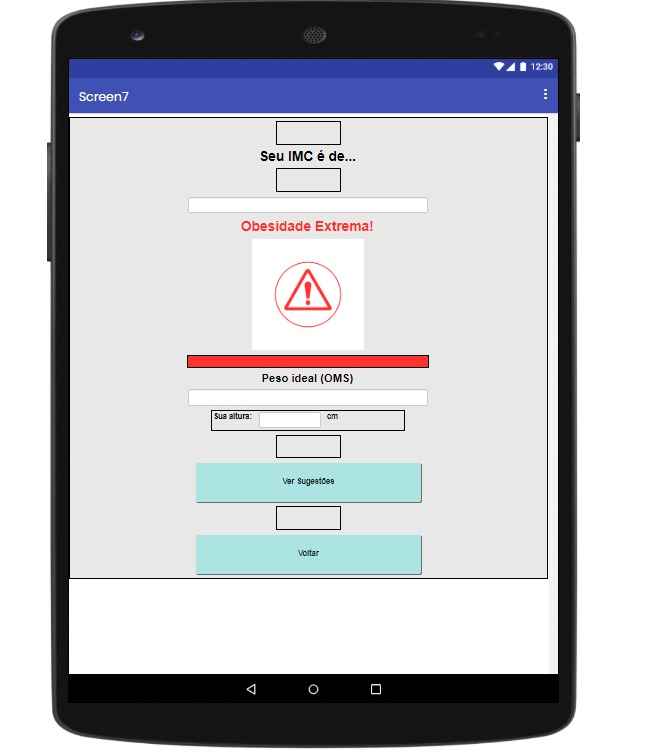 12:30
Screen7
Seu IMC é de...
Obesidade Extrema!
Peso ideal (OMS)
Sua altura: cm
Ver Sugestões
Voltar